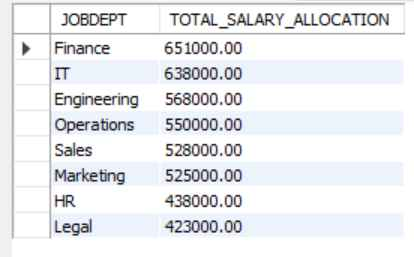 JOBDEPT TOTAL_SALARY_ALLOCATION
Finance 651000.00
IT 638000.00
Engineering 568000.00
Operations 550000.00
Sales 528000.00
Marketing 525000.00
HR 438000.00
Legal 423000.00